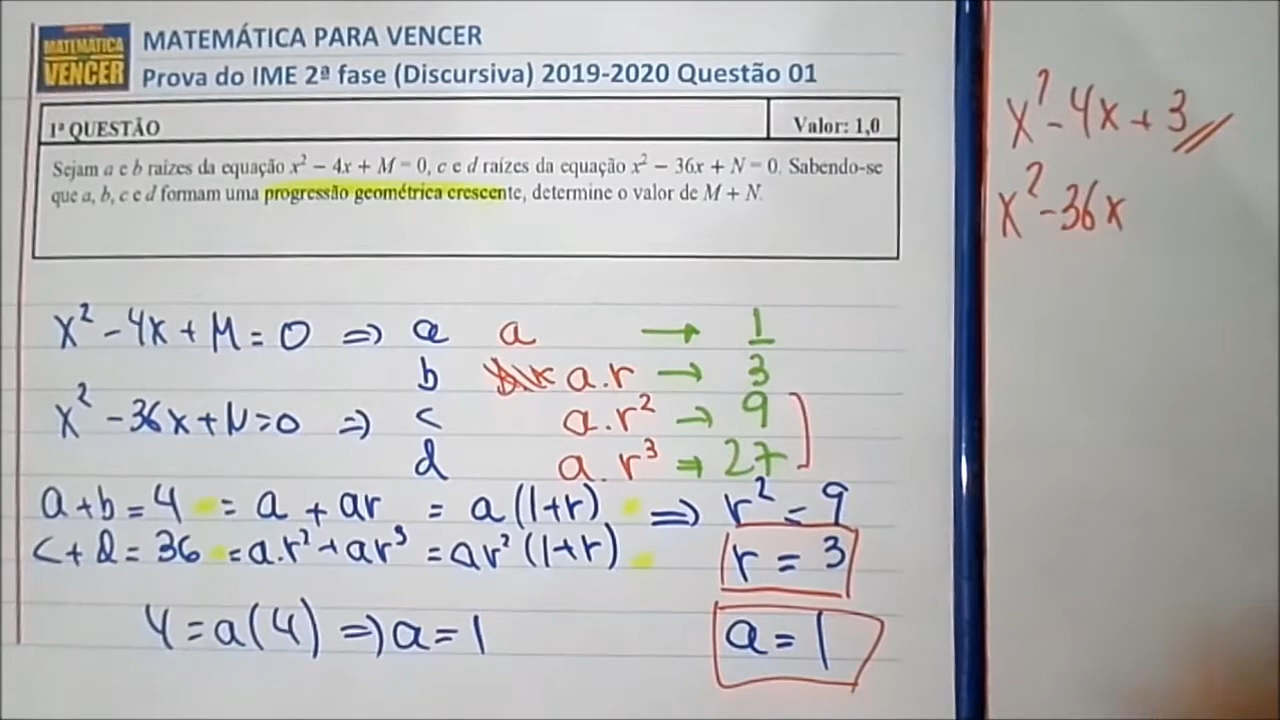 MATEMÁTICA
VENCER
MATEMÁTICA PARA VENCER
Prova do IME 2ª fase (Discursiva) 2019-2020 Questão 01
1ª QUESTÃO
Valor: 1,0
Sejam a e b raízes da equação x² − 4x + M = 0, c e d raízes da equação x² − 36x + N = 0. Sabendo-se
que a, b, c e d formam uma progressão geométrica crescente, determine o valor de M + N.
x² - 4x + M = 0 => a a → 1
b a.r → 3
x² - 36x + N = 0 => c a.r² → 9
d a.r³ → 27
a + b = 4 = a + ar = a(1+r) => r² = 9
c + d = 36 = a.r² + ar³ = ar²(1+r) r = 3
4 = a(4) => a = 1 a = 1
x² - 4x + 3
x² - 36x